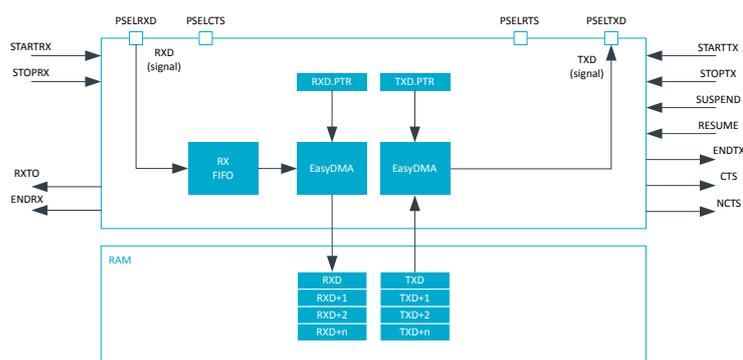 PSELRXD PSELCTS PSELRTS PSELTXD
STARTRX
STOPRX
RXD
(signal)
TXD
(signal)
STARTTX
STOPTX
SUSPEND
RESUME
ENDTX
CTS
NCTS
RXD.PTR TXD.PTR
RX
FIFO
EasyDMA EasyDMA
RXTO
ENDRX
RAM
RXD TXD
RXD+1 TXD+1
RXD+2 TXD+2
RXD+n TXD+n